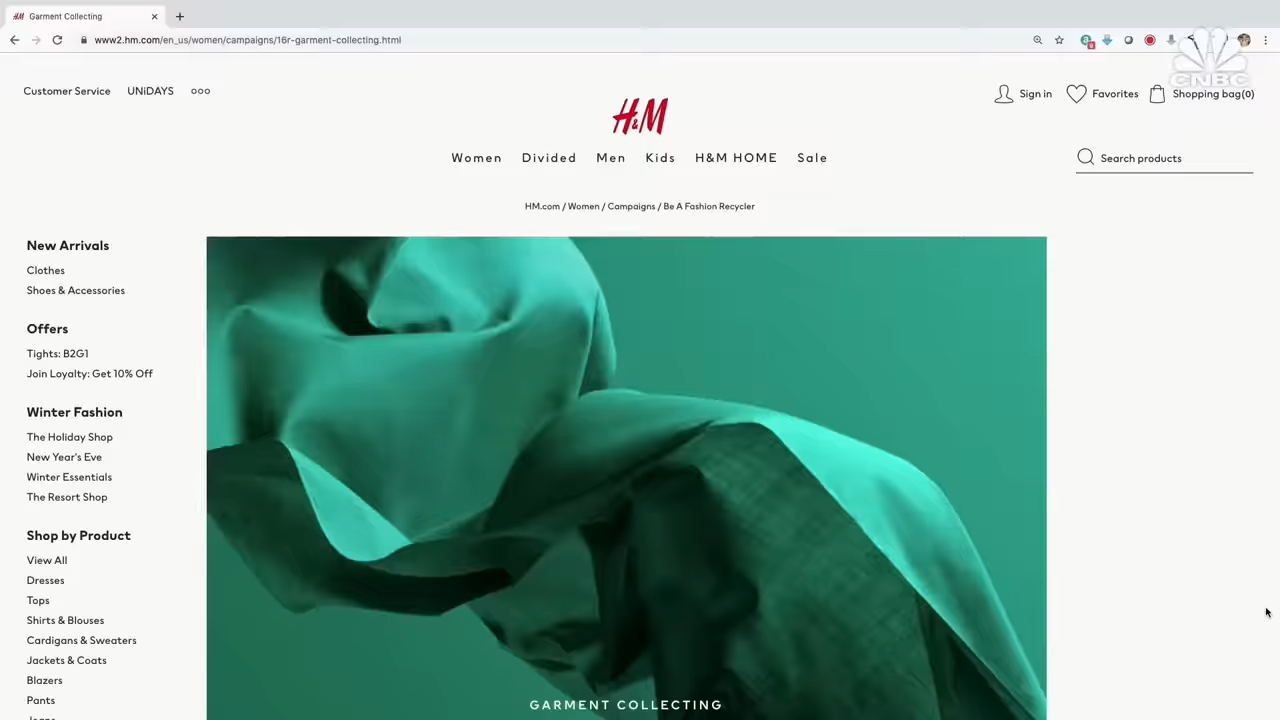 H&M Garment Collecting
www2.hm.com/en_us/women/campaigns/16r-garment-collecting.html
CNBC
Customer Service UNiDAYS
Sign in Favorites Shopping bag(0)
H&M
Women Divided Men Kids H&M HOME Sale
Search products
HM.com / Women / Campaigns / Be A Fashion Recycler
New Arrivals
Clothes
Shoes & Accessories
Offers
Tights: B2G1
Join Loyalty: Get 10% Off
Winter Fashion
The Holiday Shop
New Year's Eve
Winter Essentials
The Resort Shop
Shop by Product
View All
Dresses
Tops
Shirts & Blouses
Cardigans & Sweaters
Jackets & Coats
Blazers
Pants
GARMENT COLLECTING